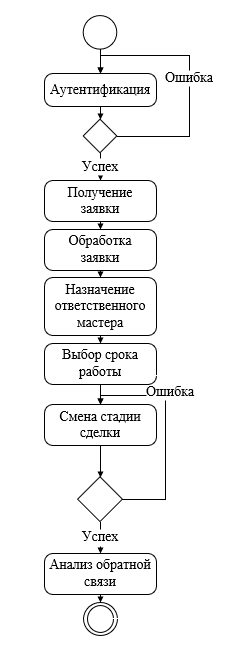 Ошибка
Аутентификация
Успех
Получение
заявки
Обработка
заявки
Назначение
ответственного
мастера
Выбор срока
работы
Ошибка
Смена стадии
сделки
Успех
Анализ обратной
связи